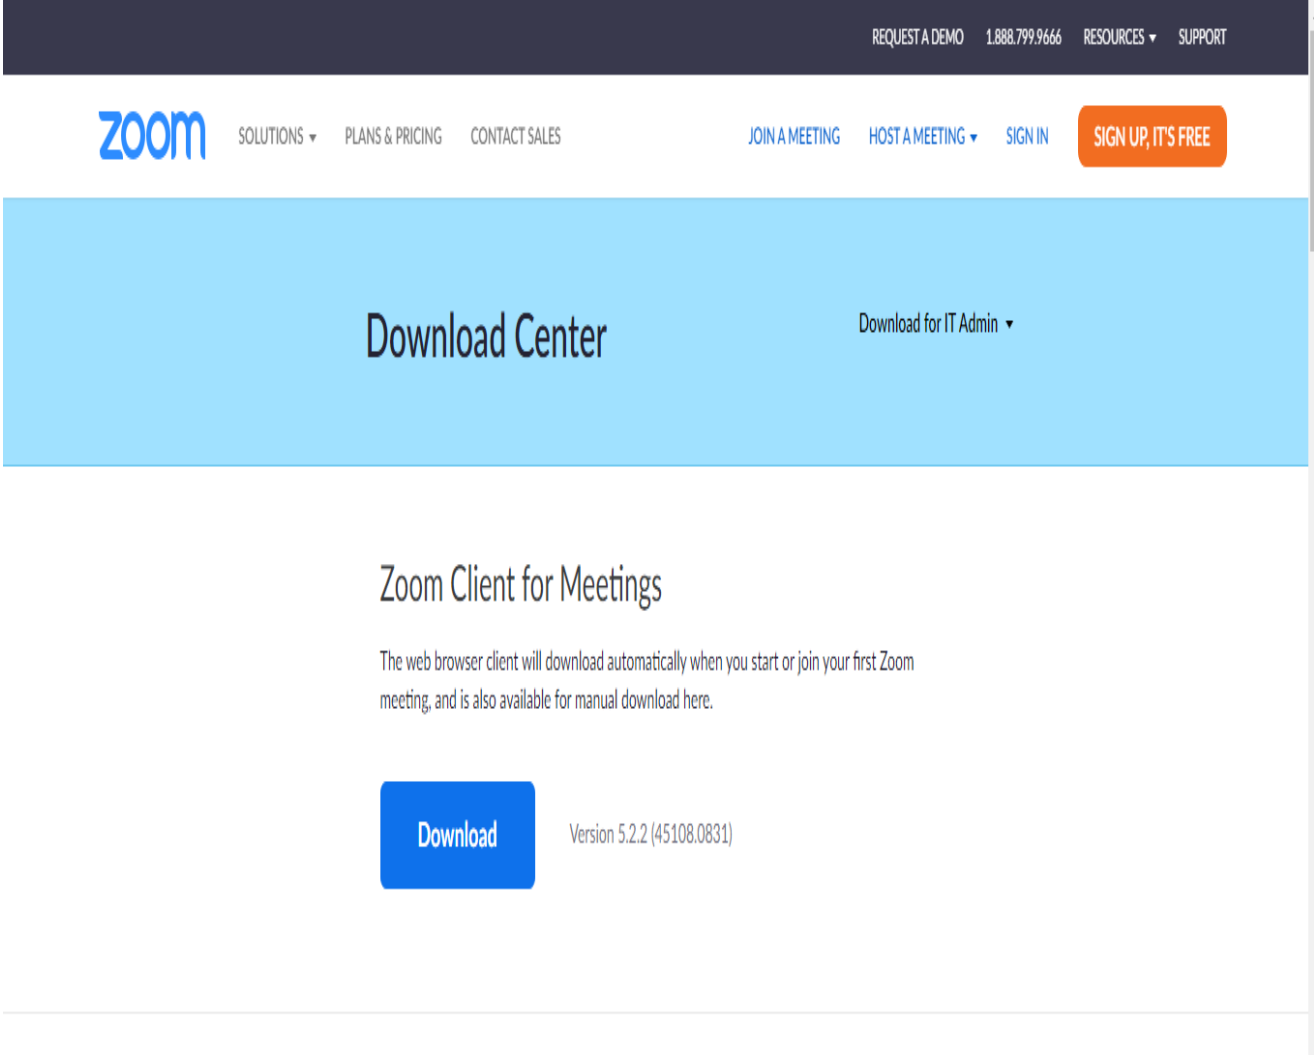 REQUEST A DEMO 1.888.799.9666 RESOURCES ▾ SUPPORT
zoom SOLUTIONS ▾ PLANS & PRICING CONTACT SALES JOIN A MEETING HOST A MEETING ▾ SIGN IN SIGN UP, IT'S FREE
Download Center Download for IT Admin ▾
Zoom Client for Meetings
The web browser client will download automatically when you start or join your first Zoom
meeting, and is also available for manual download here.
Download Version 5.2.2 (45108.0831)